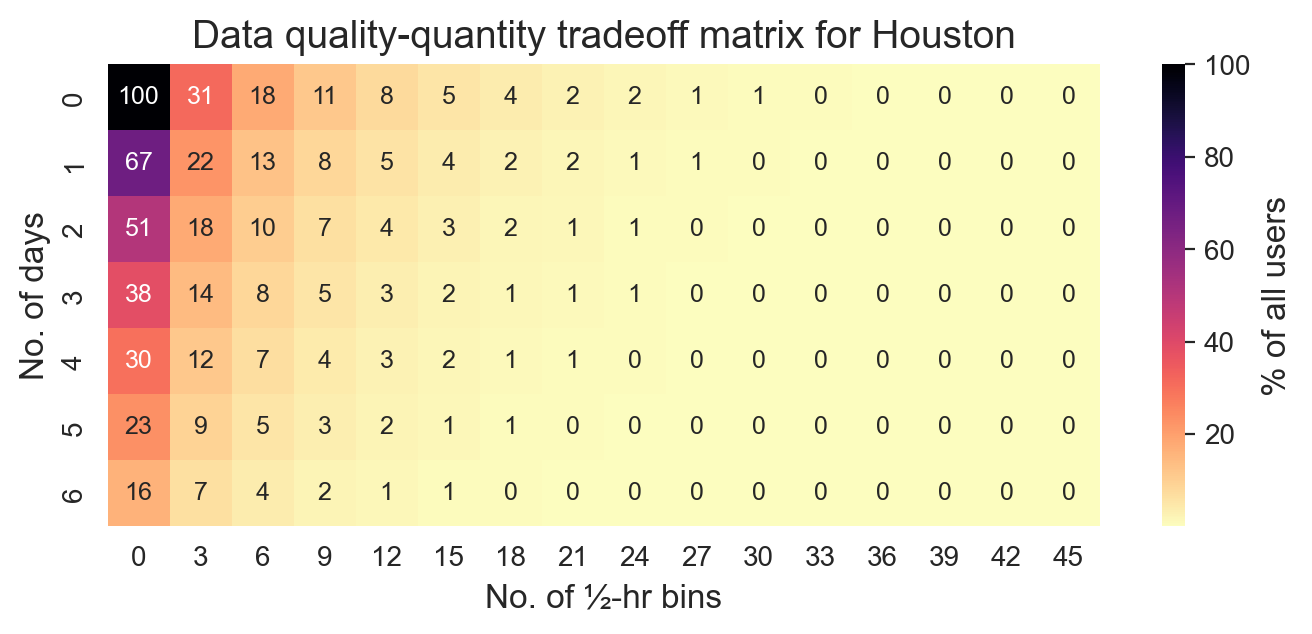 Data quality-quantity tradeoff matrix for Houston
No. of days
0 100 31 18 11 8 5 4 2 2 1 1 0 0 0 0 0
1 67 22 13 8 5 4 2 2 1 1 0 0 0 0 0 0
2 51 18 10 7 4 3 2 1 1 0 0 0 0 0 0 0
3 38 14 8 5 3 2 1 1 1 0 0 0 0 0 0 0
4 30 12 7 4 3 2 1 1 0 0 0 0 0 0 0 0
5 23 9 5 3 2 1 1 0 0 0 0 0 0 0 0 0
6 16 7 4 2 1 1 0 0 0 0 0 0 0 0 0 0
0 3 6 9 12 15 18 21 24 27 30 33 36 39 42 45
No. of ½-hr bins
100
80
60
40
20
% of all users